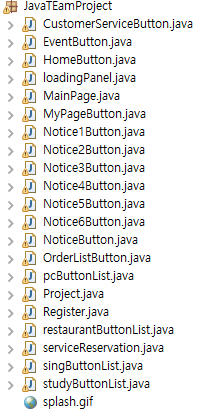 JavaTEamProject
CustomerServiceButton.java
EventButton.java
HomeButton.java
loadingPanel.java
MainPage.java
MyPageButton.java
Notice1Button.java
Notice2Button.java
Notice3Button.java
Notice4Button.java
Notice5Button.java
Notice6Button.java
NoticeButton.java
OrderListButton.java
pcButtonList.java
Project.java
Register.java
restaurantButtonList.java
serviceReservation.java
singButtonList.java
studyButtonList.java
splash.gif